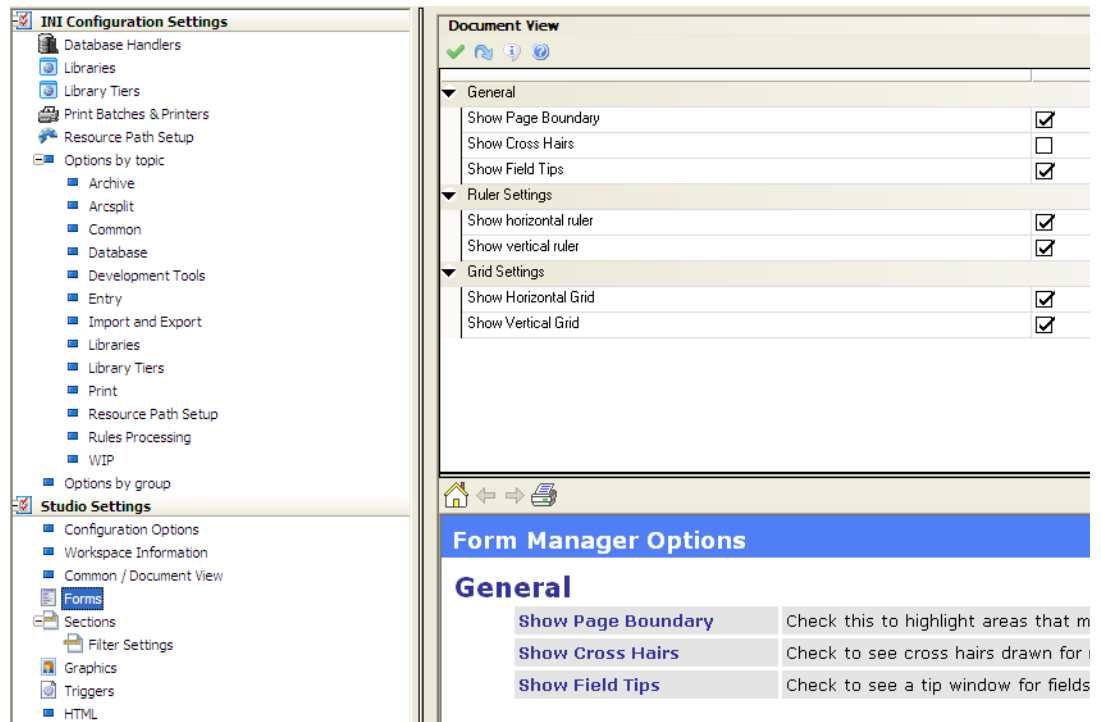 INI Configuration Settings
Database Handlers
Libraries
Library Tiers
Print Batches & Printers
Resource Path Setup
Options by topic
Archive
Arcsplit
Common
Database
Development Tools
Entry
Import and Export
Libraries
Library Tiers
Print
Resource Path Setup
Rules Processing
WIP
Options by group
Studio Settings
Configuration Options
Workspace Information
Common / Document View
Forms
Sections
Filter Settings
Graphics
Triggers
HTML
Document View
General
Show Page Boundary
Show Cross Hairs
Show Field Tips
Ruler Settings
Show horizontal ruler
Show vertical ruler
Grid Settings
Show Horizontal Grid
Show Vertical Grid
Form Manager Options
General
Show Page Boundary Check this to highlight areas that m
Show Cross Hairs Check to see cross hairs drawn for
Show Field Tips Check to see a tip window for fields